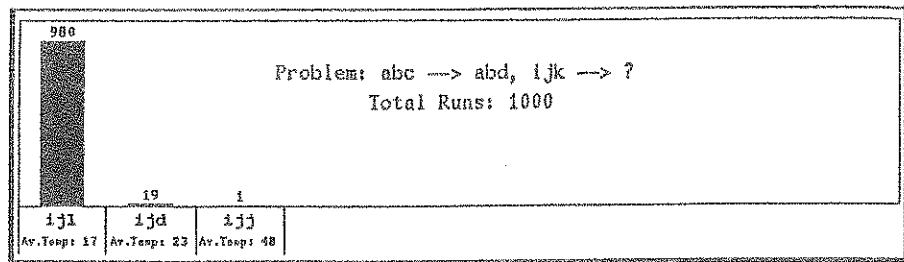 980
Problem: abc --> abd, ijk --> ?
Total Runs: 1000
19
1
ijl
ijd
ijj
Av.Temp: 17
Av.Temp: 23
Av.Temp: 48